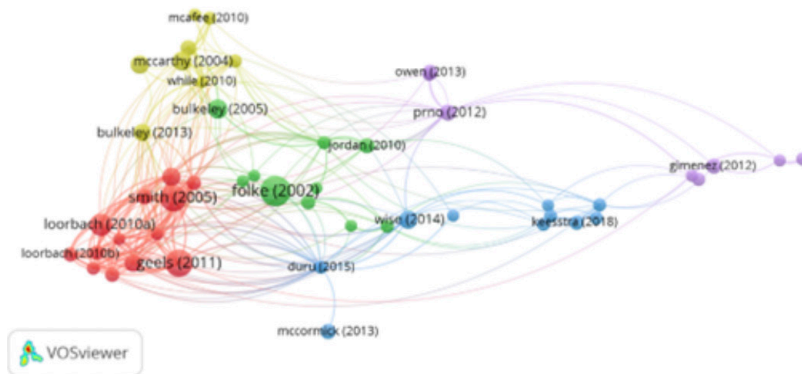 mcafee (2010)
mccarthy (2004)
owen (2013)
while (2010)
bulkeley (2005)
prno (2012)
bulkeley (2013)
jordan (2010)
gimenez (2012)
smith (2005)
folke (2002)
loorbach (2010a)
wise (2014)
keesstra (2018)
loorbach (2010b)
geels (2011)
duru (2015)
mccormick (2013)
VOSviewer